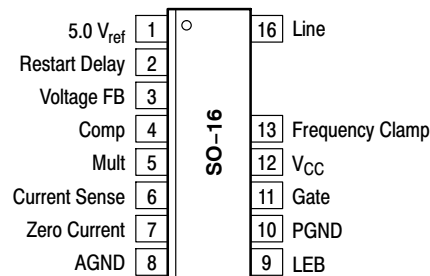 5.0 Vref 1 16 Line
Restart Delay 2
Voltage FB 3
Comp 4 13 Frequency Clamp
Mult 5 12 VCC
Current Sense 6 11 Gate
Zero Current 7 10 PGND
AGND 8 9 LEB
SO–16